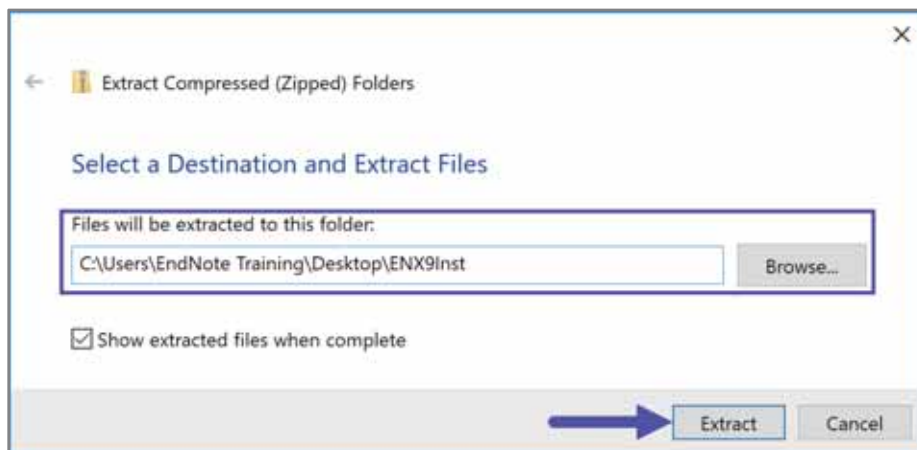 Extract Compressed (Zipped) Folders
Select a Destination and Extract Files
Files will be extracted to this folder:
C:\Users\EndNote Training\Desktop\ENX9Inst
Browse...
Show extracted files when complete
Extract
Cancel